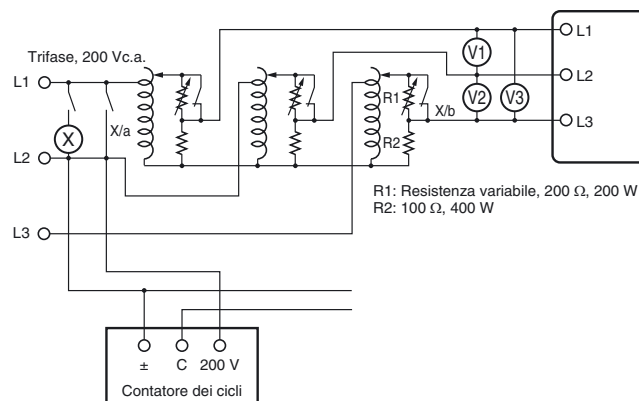 L1
V1
Trifase, 200 Vc.a.
L2
L1
V2
V3
R1
X/a
X/b
L3
X
R2
L2
R1: Resistenza variabile, 200 Ω, 200 W
R2: 100 Ω, 400 W
L3
± C 200 V
Contatore dei cicli